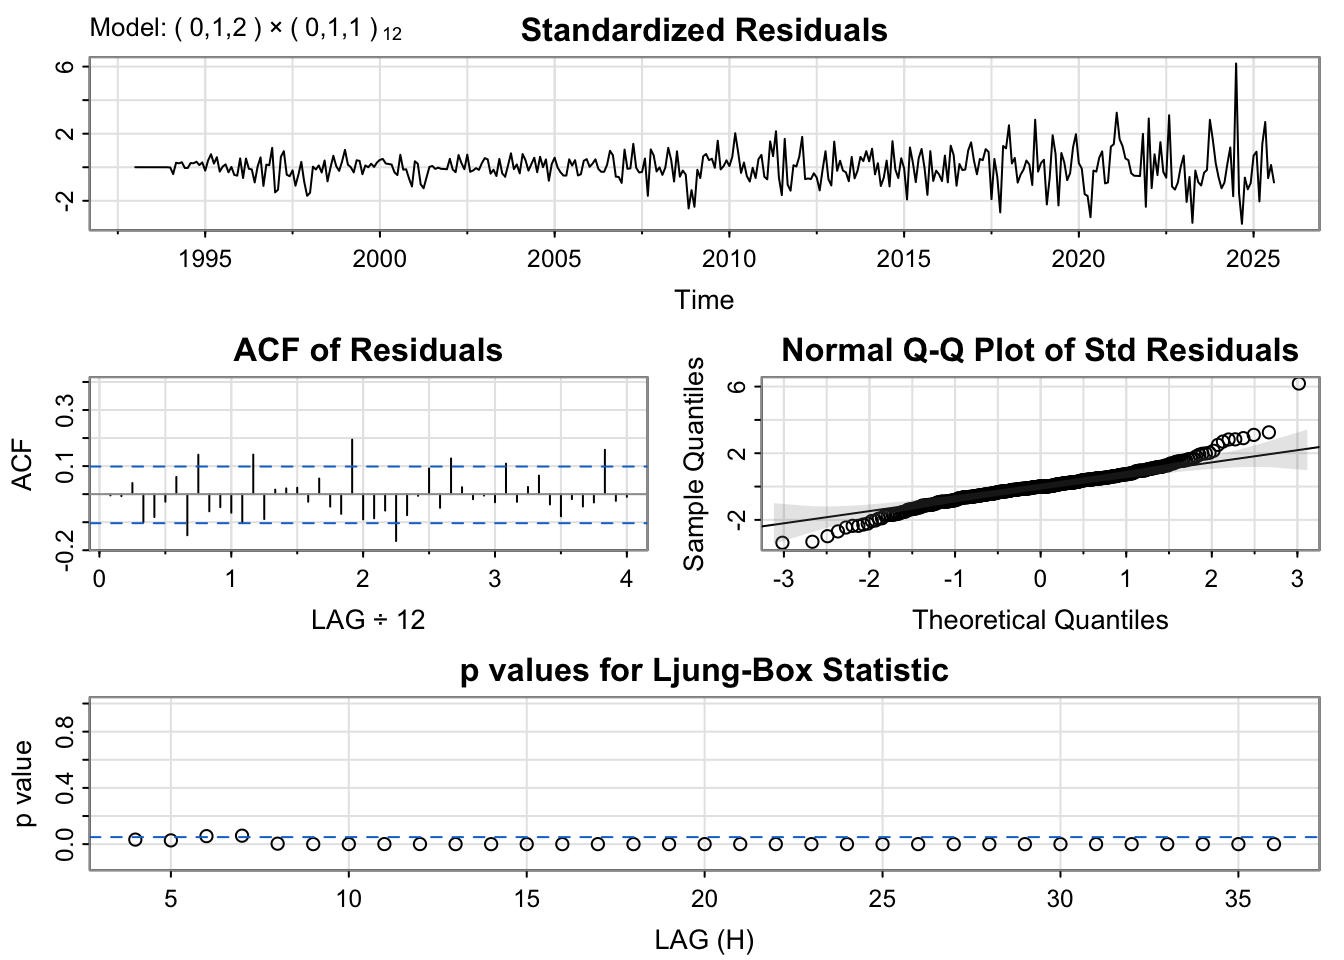 Model: ( 0,1,2 ) × ( 0,1,1 ) 12
Standardized Residuals
6
2
-2
1995 2000 2005 2010 2015 2020 2025
Time
ACF of Residuals
ACF
0.3
0.1
-0.2
0 1 2 3 4
LAG ÷ 12
Normal Q-Q Plot of Std Residuals
Sample Quantiles
6
2
-2
-3 -2 -1 0 1 2 3
Theoretical Quantiles
p values for Ljung-Box Statistic
p value
0.8
0.4
0.0
5 10 15 20 25 30 35
LAG (H)